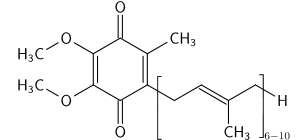 O
H₃C O CH₃
H₃C O
H
O CH₃ 6–10